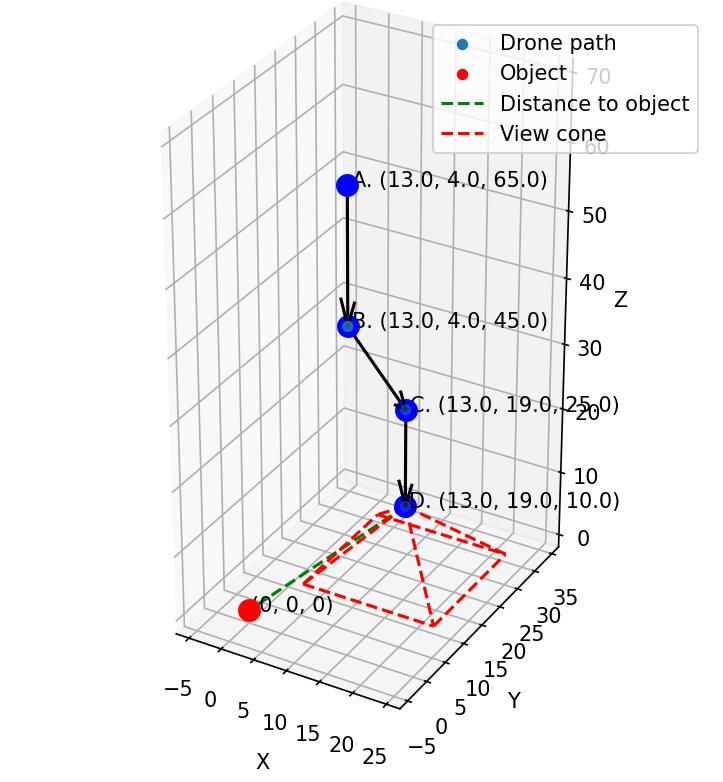 Drone path
Object
Distance to object
View cone
70
60
50
40
30
20
10
0
Z
A. (13.0, 4.0, 65.0)
B. (13.0, 4.0, 45.0)
C. (13.0, 19.0, 25.0)
D. (13.0, 19.0, 10.0)
(0, 0, 0)
35
30
25
20
15
10
5
0
−5
Y
−5
0
5
10
15
20
25
X